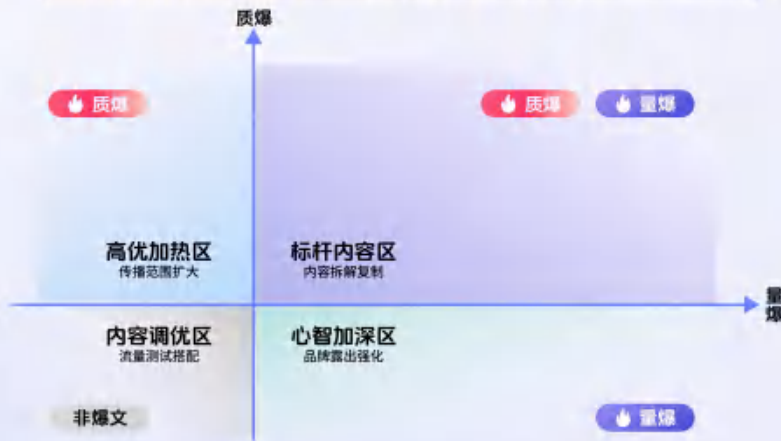 质爆
质爆
质爆
量爆
高优加热区
传播范围扩大
标杆内容区
内容拆解复制
量爆
内容调优区
流量测试搭配
心智加深区
品牌露出强化
非爆文
量爆